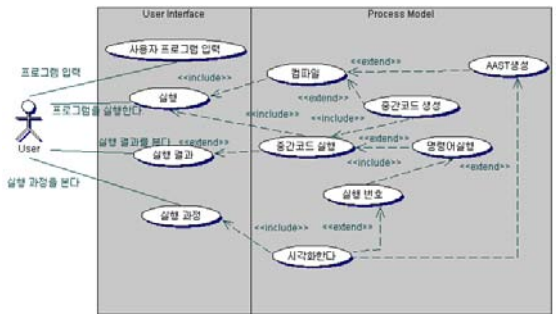 User Interface
Process Model
사용자 프로그램 입력
프로그램 입력
<<include>>
컴파일
<<extend>>
AAST생성
실행
<<extend>>
중간코드 생성
프로그램을 실행한다
<<include>>
<<include>>
User
실행 결과를 본다
<<extend>>
중간코드 실행
<<extend>>
명령어실행
실행 결과
<<include>>
<<extend>>
실행 과정을 본다
실행 번호
실행 과정
<<include>>
<<extend>>
시각화한다